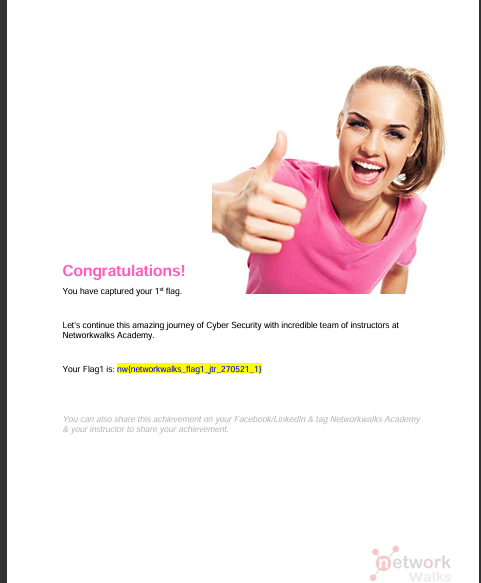 Congratulations!
You have captured your 1st flag.
Let's continue this amazing journey of Cyber Security with incredible team of instructors at
Networkwalks Academy.
Your Flag1 is: nw{networkwalks_flag1_jtr_270521_1}
You can also share this achievement on your Facebook/LinkedIn & tag Networkwalks Academy
& your instructor to share your achievement.
network
Walks